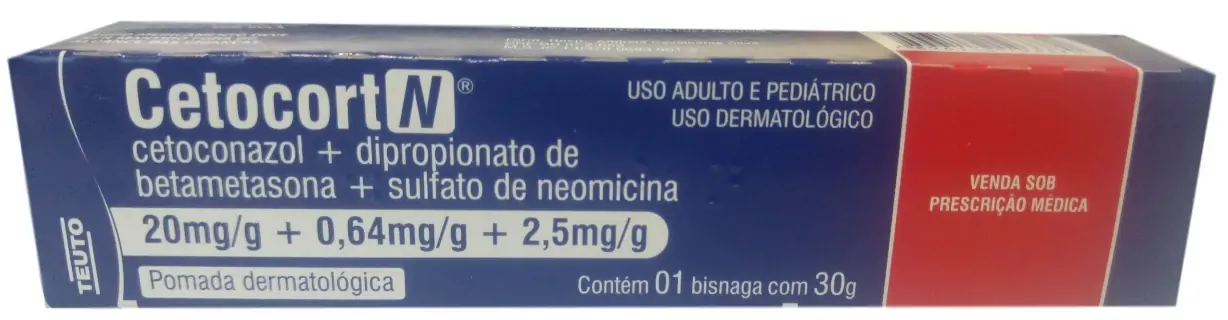 Cetocort N®
cetoconazol + dipropionato de
betametasona + sulfato de neomicina
20mg/g + 0,64mg/g + 2,5mg/g
Pomada dermatológica
TEUTO
USO ADULTO E PEDIÁTRICO
USO DERMATOLÓGICO
Contém 01 bisnaga com 30g
VENDA SOB
PRESCRIÇÃO MÉDICA